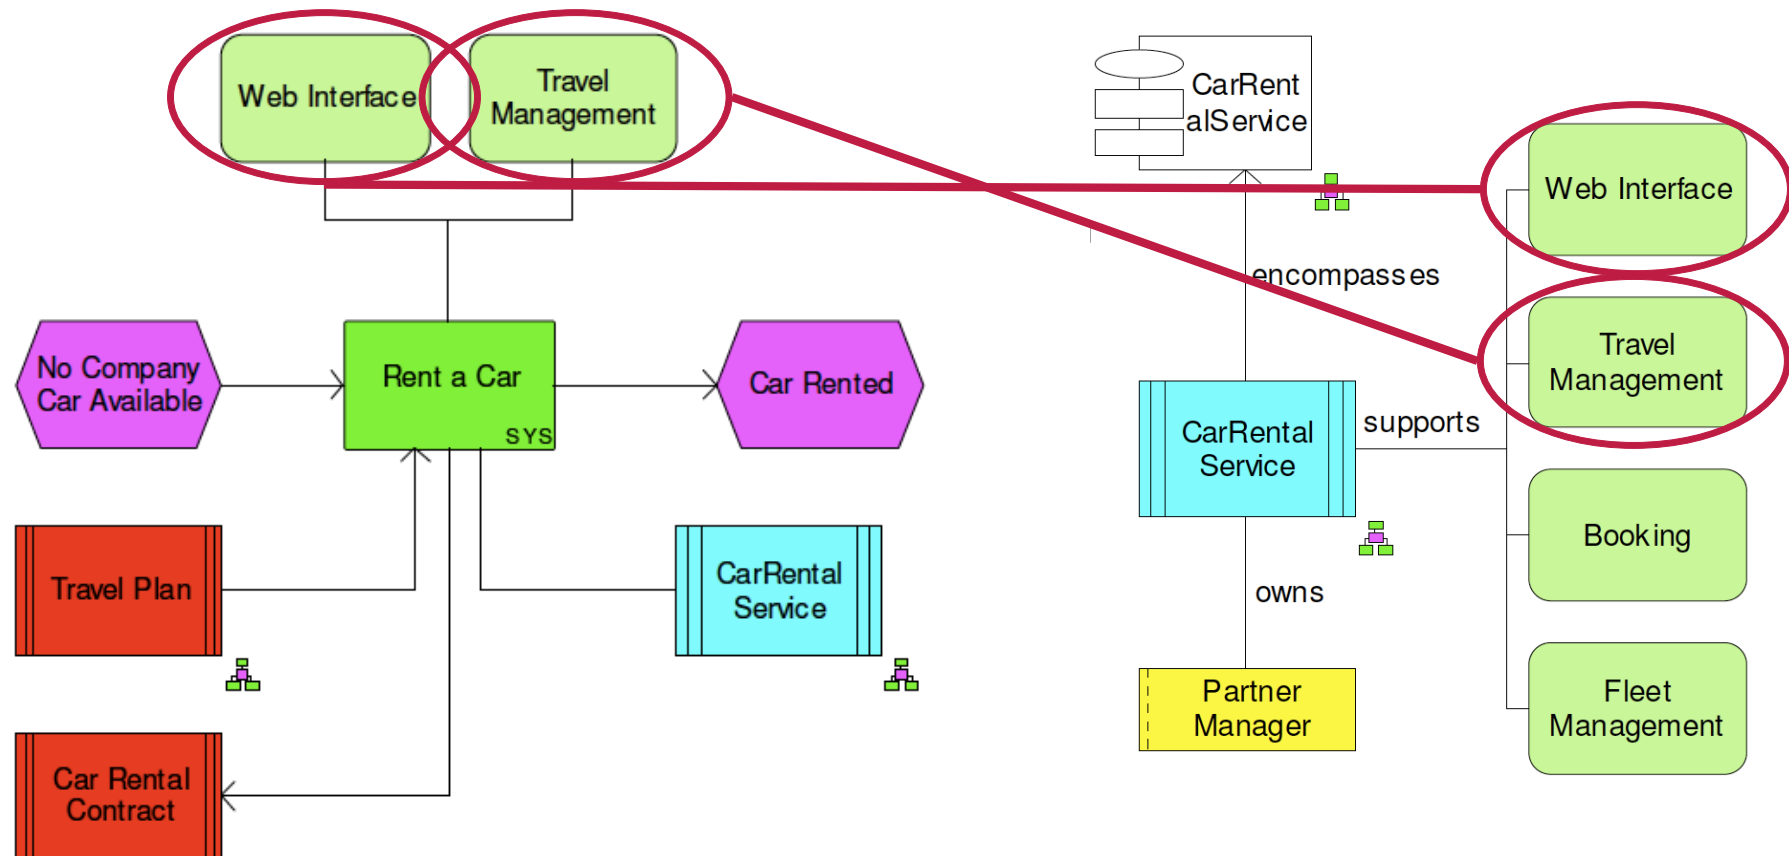 Web Interface
Travel
Management
No Company
Car Available
Rent a Car
SYS
Car Rented
Travel Plan
CarRental
Service
Car Rental
Contract
CarRent
alService
encompasses
CarRental
Service
supports
owns
Partner
Manager
Web Interface
Travel
Management
Booking
Fleet
Management